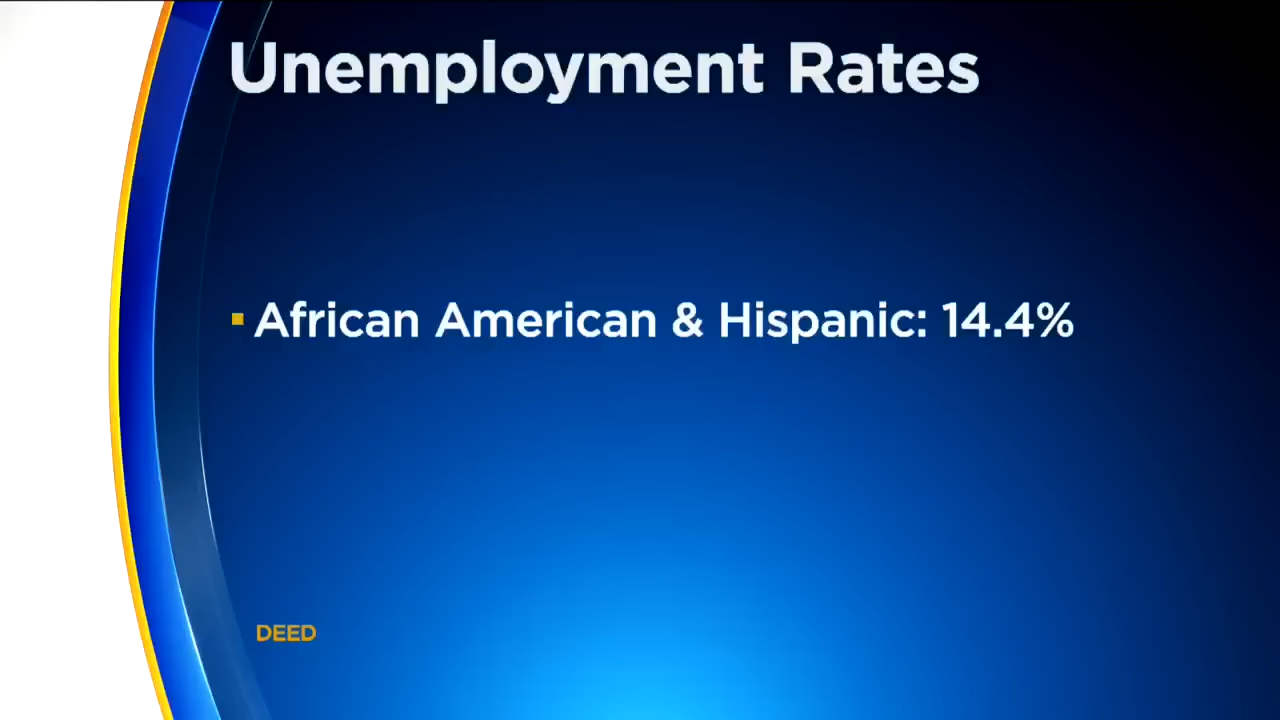 Unemployment Rates
▪ African American & Hispanic: 14.4%
DEED